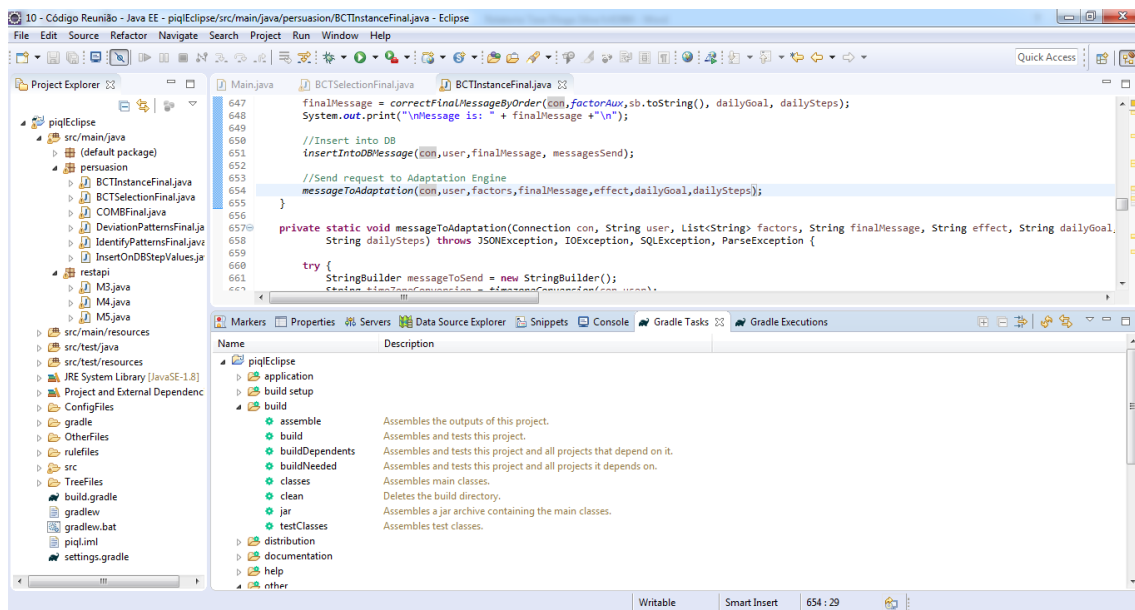 10 - Código Reunião - Java EE - piqlEclipse/src/main/java/persuasion/BCTInstanceFinal.java - Eclipse
File Edit Source Refactor Navigate Search Project Run Window Help
Quick Access
Project Explorer
piqlEclipse
src/main/java
(default package)
persuasion
BCTInstanceFinal.java
BCTSelectionFinal.java
COMBFinal.java
DeviationPatternsFinal.ja
IdentifyPatternsFinal.java
InsertOnDBStepValues.ja
restapi
M3.java
M4.java
M5.java
src/main/resources
src/test/java
src/test/resources
JRE System Library [JavaSE-1.8]
Project and External Dependenc
ConfigFiles
gradle
OtherFiles
rulefiles
src
TreeFiles
build.gradle
gradlew
gradlew.bat
piql.iml
settings.gradle
Main.java BCTSelectionFinal.java BCTInstanceFinal.java
647 finalMessage = correctFinalMessageByOrder(con,factorAux,sb.toString(), dailyGoal, dailySteps);
648 System.out.print("\nMessage is: " + finalMessage +"\n");
649
650 //Insert into DB
651 insertIntoDBMessage(con,user,finalMessage, messagesSend);
652
653 //Send request to Adaptation Engine
654 messageToAdaptation(con,user,factors,finalMessage,effect,dailyGoal,dailySteps);
655 }
656
657 private static void messageToAdaptation(Connection con, String user, List<String> factors, String finalMessage, String effect, String dailyGoal,
658 String dailySteps) throws JSONException, IOException, SQLException, ParseException {
659
660 try {
661 StringBuilder messageToSend = new StringBuilder();
662 String timeZoneConversion = timezoneConversion(con,user);
Markers Properties Servers Data Source Explorer Snippets Console Gradle Tasks Gradle Executions
Name Description
piqlEclipse
application
build setup
build
assemble Assembles the outputs of this project.
build Assembles and tests this project.
buildDependents Assembles and tests this project and all projects that depend on it.
buildNeeded Assembles and tests this project and all projects it depends on.
classes Assembles main classes.
clean Deletes the build directory.
jar Assembles a jar archive containing the main classes.
testClasses Assembles test classes.
distribution
documentation
help
other
Writable Smart Insert 654 : 29